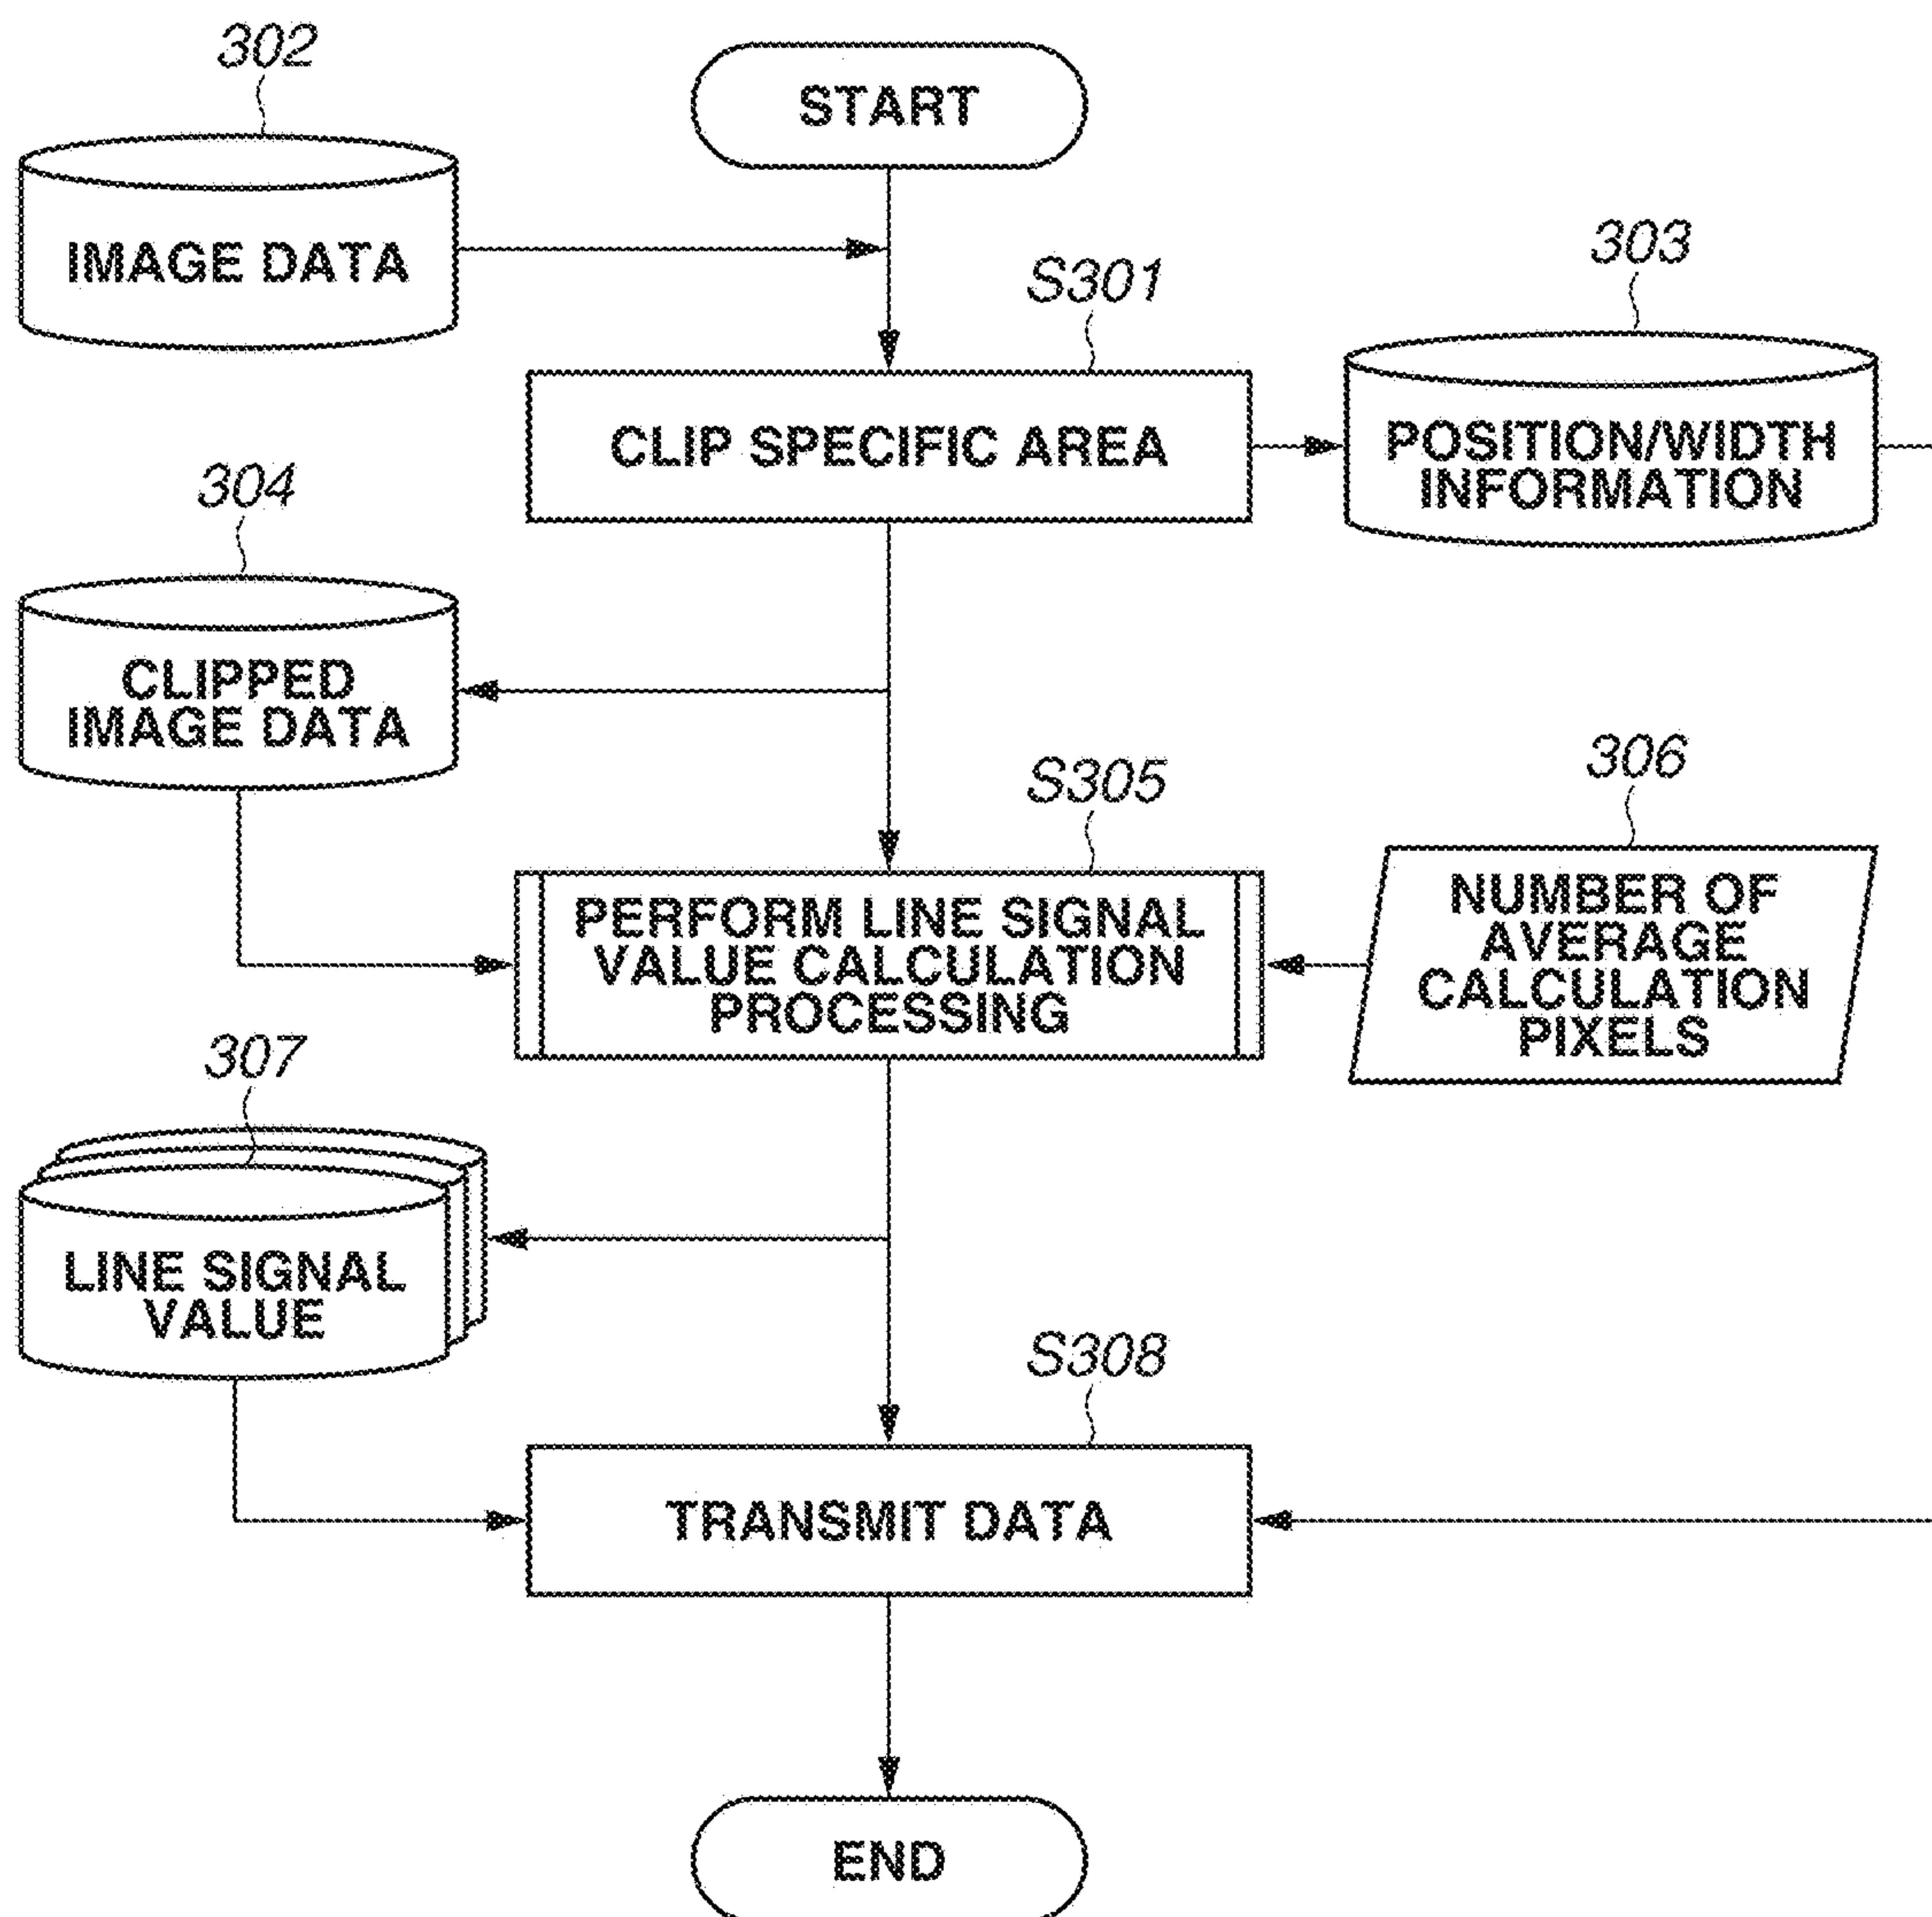 302
START
IMAGE DATA
S301
303
CLIP SPECIFIC AREA
POSITION/WIDTH
INFORMATION
304
CLIPPED
IMAGE DATA
S305
306
PERFORM LINE SIGNAL
VALUE CALCULATION
PROCESSING
NUMBER OF
AVERAGE
CALCULATION
PIXELS
307
LINE SIGNAL
VALUE
S308
TRANSMIT DATA
END